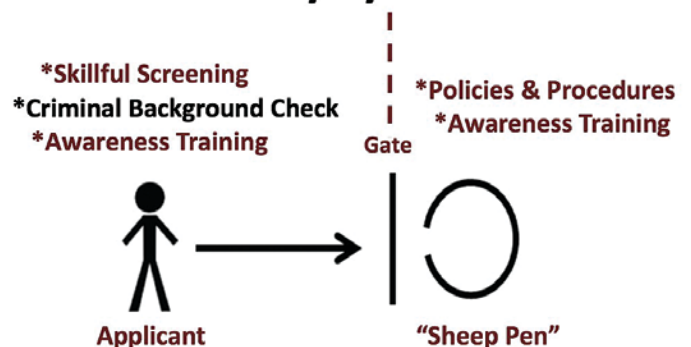 *Skillful Screening
*Criminal Background Check
*Awareness Training
*Policies & Procedures
*Awareness Training
Gate
Applicant
“Sheep Pen”